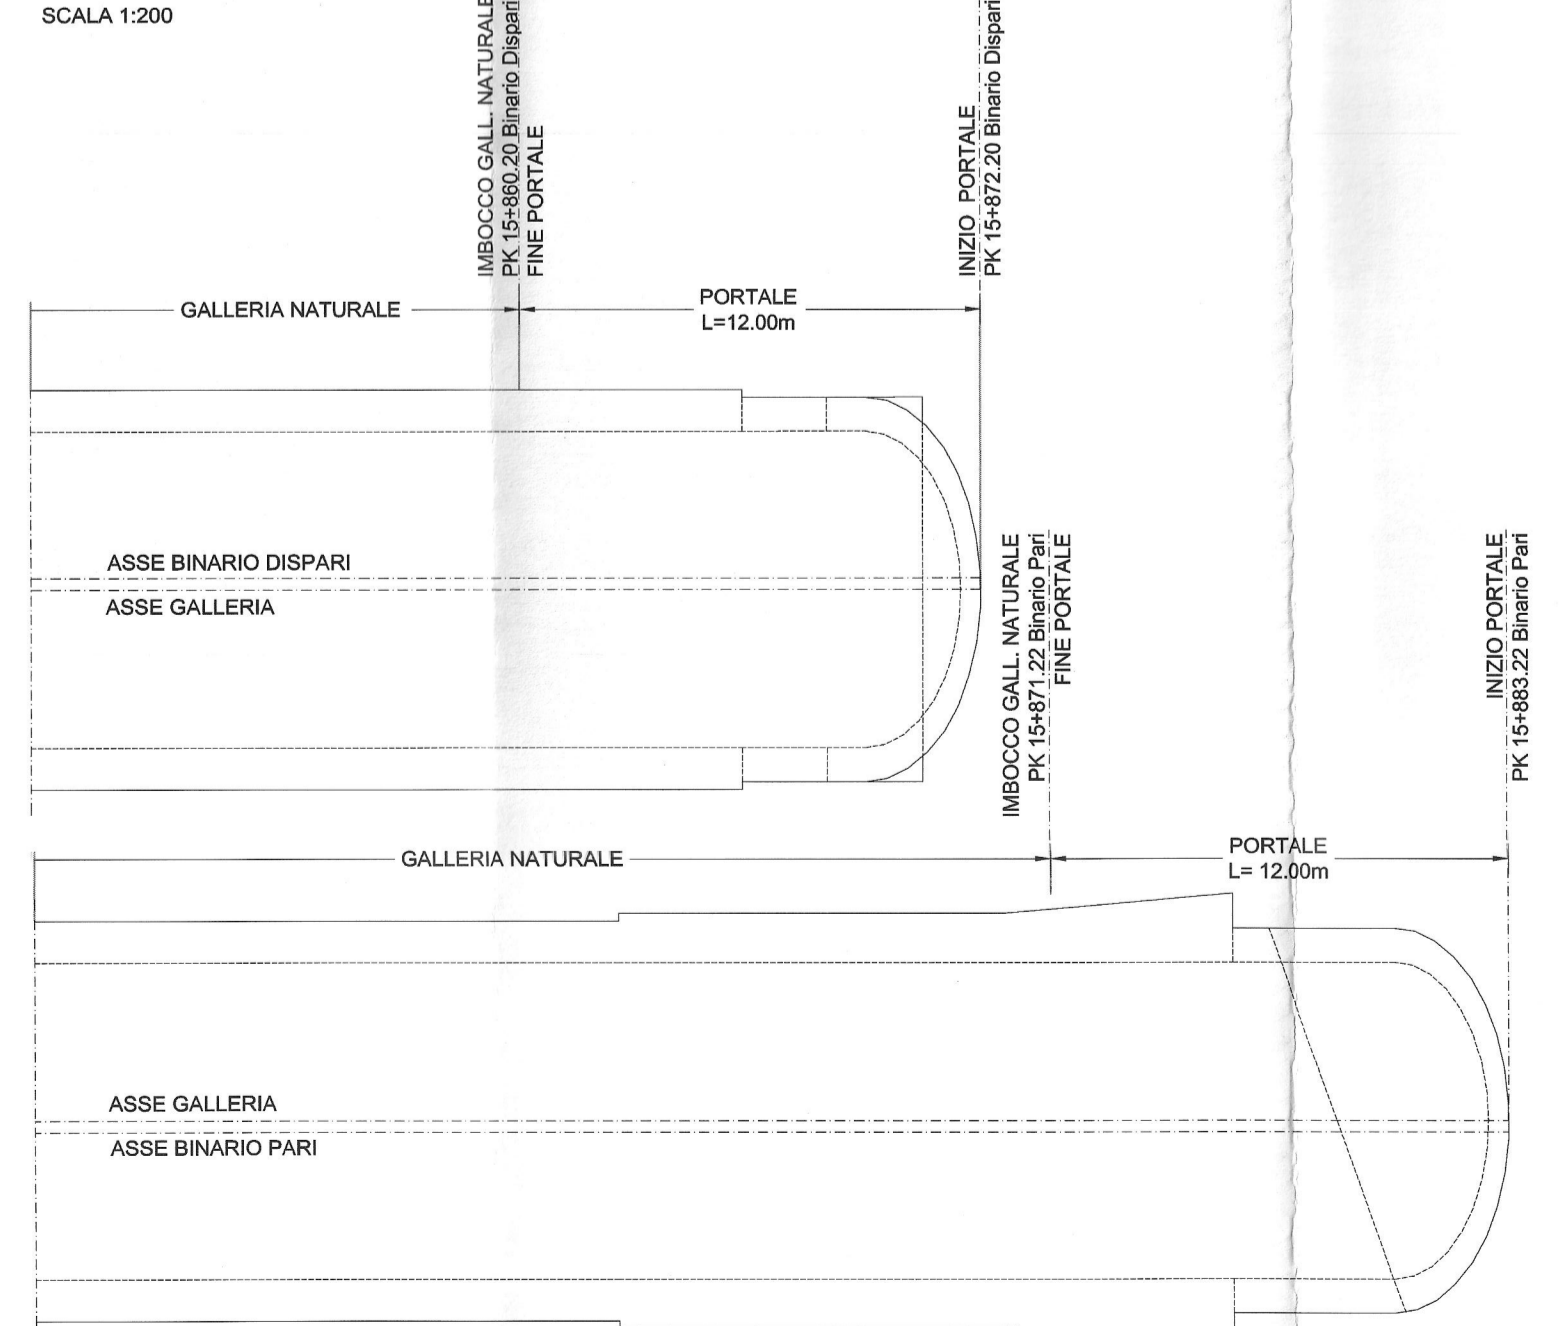 SCALA 1:200
IMBOCCO GALL. NATURALE
PK 15+860.20 Binario Dispari
FINE PORTALE
INIZIO PORTALE
PK 15+872.20 Binario Dispari
GALLERIA NATURALE
PORTALE
L=12.00m
ASSE BINARIO DISPARI
ASSE GALLERIA
IMBOCCO GALL. NATURALE
PK 15+871.22 Binario Pari
FINE PORTALE
INIZIO PORTALE
PK 15+883.22 Binario Pari
GALLERIA NATURALE
PORTALE
L= 12.00m
ASSE GALLERIA
ASSE BINARIO PARI